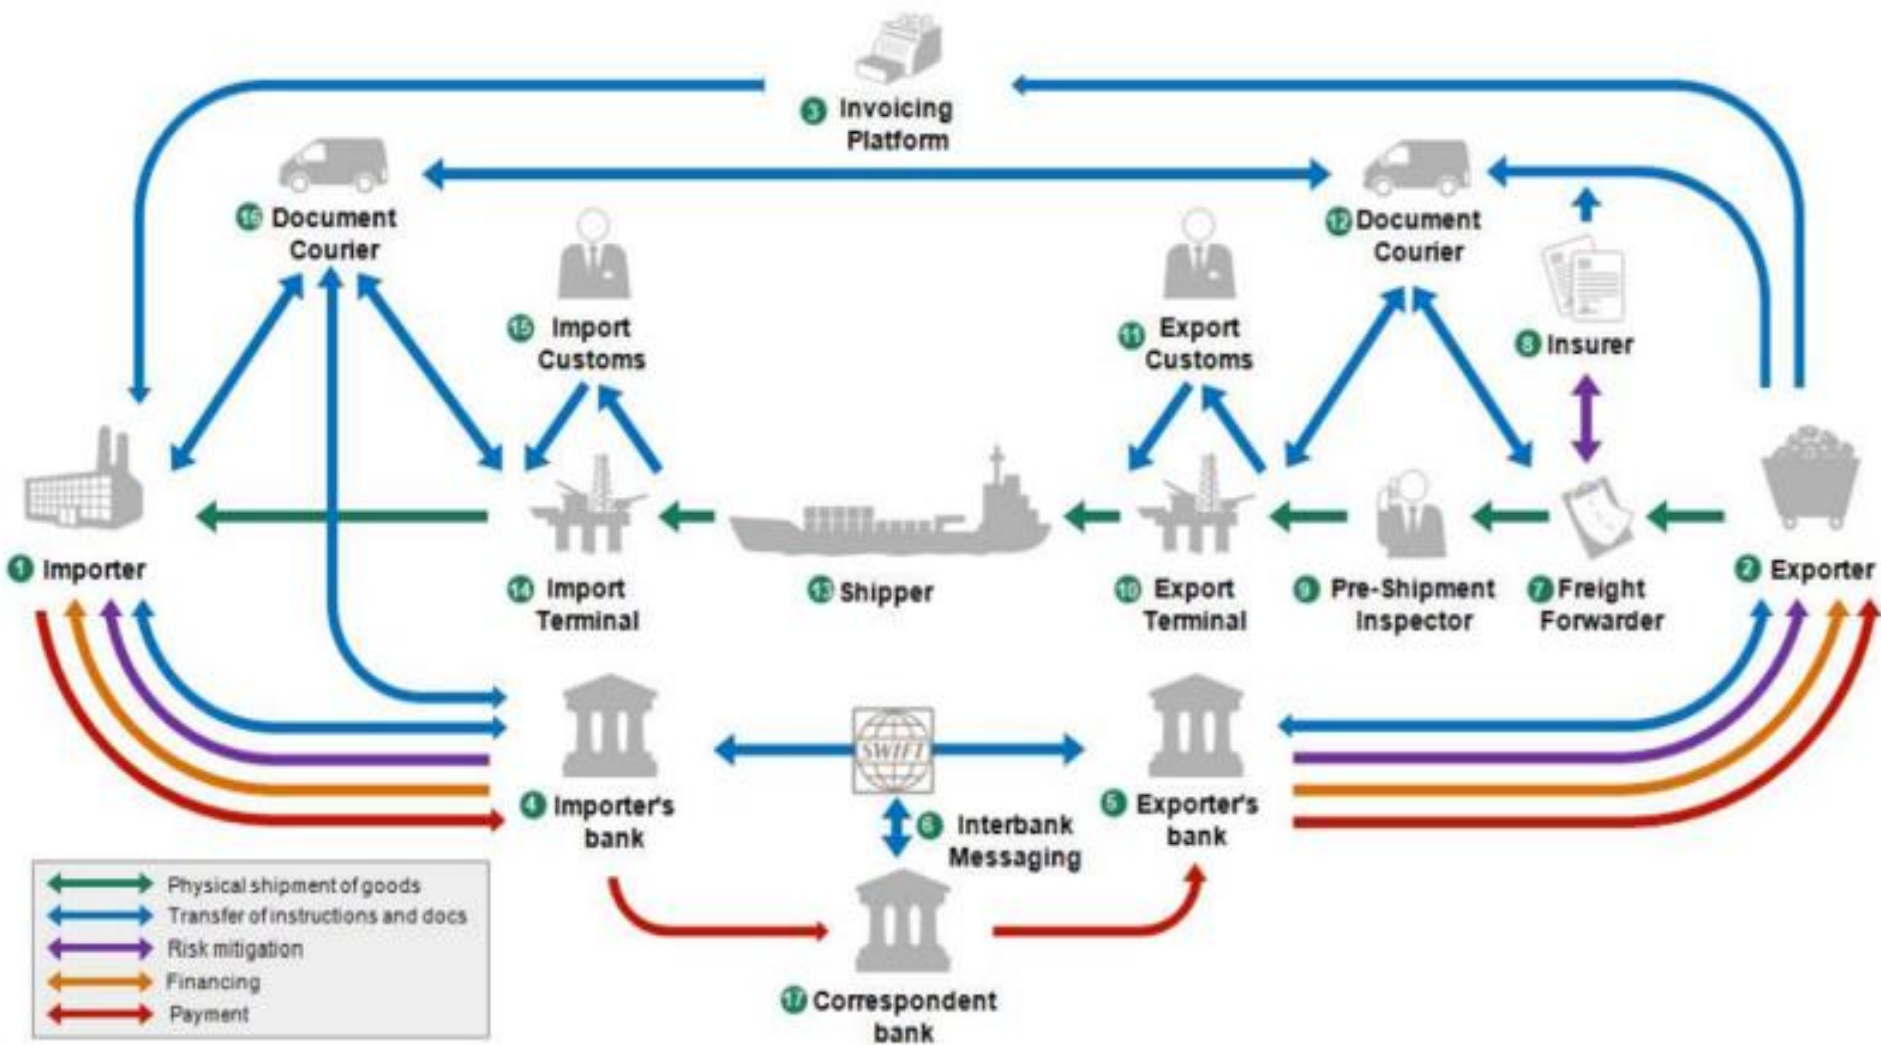 3 Invoicing
Platform
16 Document
Courier
12 Document
Courier
15 Import
Customs
11 Export
Customs
8 Insurer
1 Importer
14 Import
Terminal
13 Shipper
10 Export
Terminal
9 Pre-Shipment
Inspector
7 Freight
Forwarder
2 Exporter
SWIFT
4 Importer's
bank
6 Interbank
Messaging
5 Exporter's
bank
17 Correspondent
bank
Physical shipment of goods
Transfer of instructions and docs
Risk mitigation
Financing
Payment